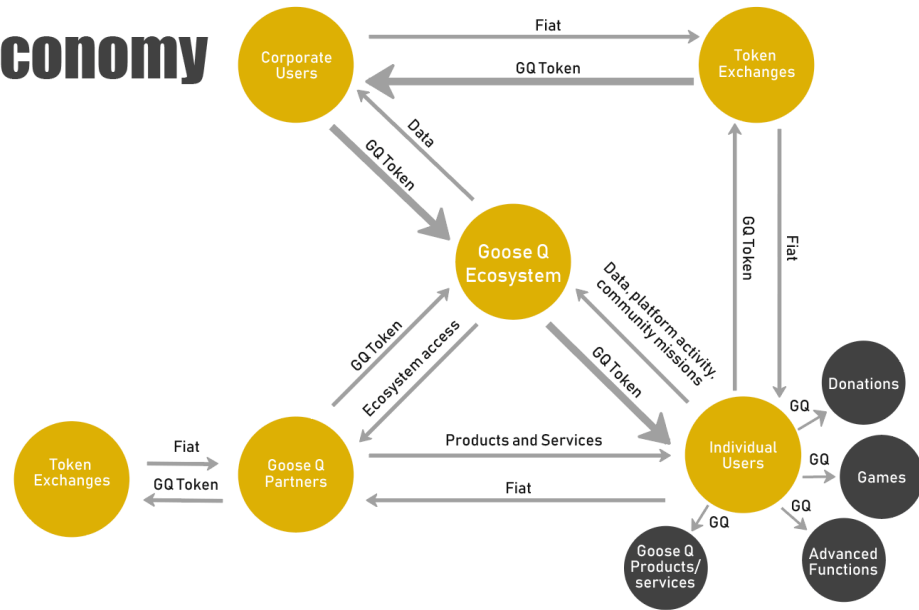 conomy
Corporate
Users
Fiat
GQ Token
Token
Exchanges
Data
GQ Token
Goose Q
Ecosystem
GQ Token
Fiat
Data, platform activity,
community missions
GQ Token
Ecosystem access
GQ Token
Donations
GQ
Token
Exchanges
Fiat
GQ Token
Goose Q
Partners
Products and Services
Fiat
Individual
Users
GQ
Games
GQ
GQ
Goose Q
Products/
services
Advanced
Functions